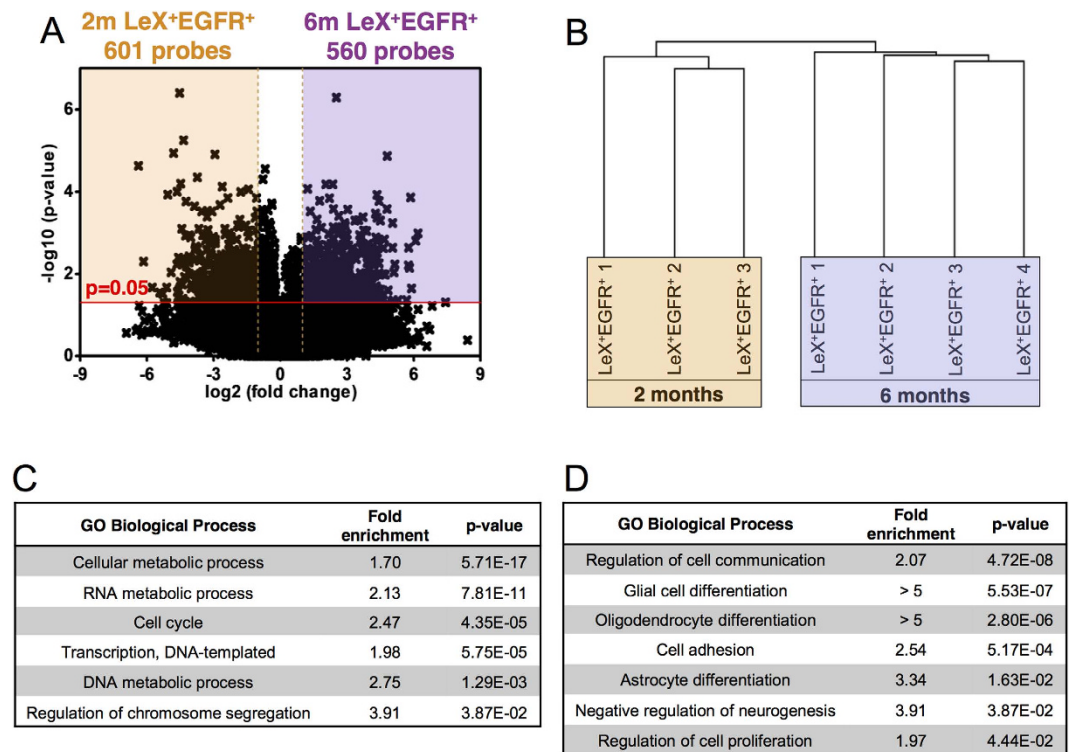 A
2m LeX⁺EGFR⁺
601 probes
6m LeX⁺EGFR⁺
560 probes
-log10 (p-value)
6
4
2
0
p=0.05
-9
-6
-3
0
3
6
9
log2 (fold change)
B
LeX⁺EGFR⁺ 1
LeX⁺EGFR⁺ 2
LeX⁺EGFR⁺ 3
2 months
LeX⁺EGFR⁺ 1
LeX⁺EGFR⁺ 2
LeX⁺EGFR⁺ 3
LeX⁺EGFR⁺ 4
6 months
C
GO Biological Process Fold enrichment p-value
Cellular metabolic process 1.70 5.71E-17
RNA metabolic process 2.13 7.81E-11
Cell cycle 2.47 4.35E-05
Transcription, DNA-templated 1.98 5.75E-05
DNA metabolic process 2.75 1.29E-03
Regulation of chromosome segregation 3.91 3.87E-02
D
GO Biological Process Fold enrichment p-value
Regulation of cell communication 2.07 4.72E-08
Glial cell differentiation > 5 5.53E-07
Oligodendrocyte differentiation > 5 2.80E-06
Cell adhesion 2.54 5.17E-04
Astrocyte differentiation 3.34 1.63E-02
Negative regulation of neurogenesis 3.91 3.87E-02
Regulation of cell proliferation 1.97 4.44E-02